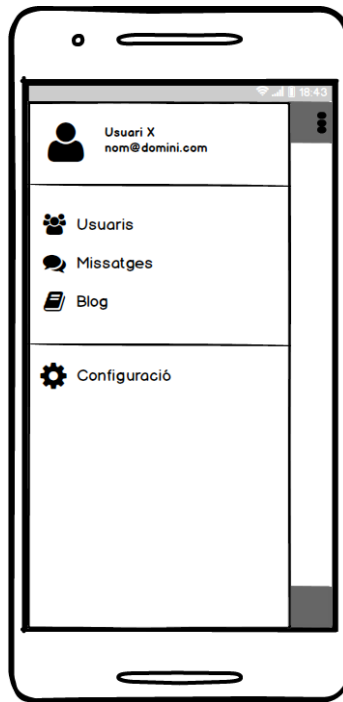 18:43
Usuari X
nom@domini.com
Usuaris
Missatges
Blog
Configuració